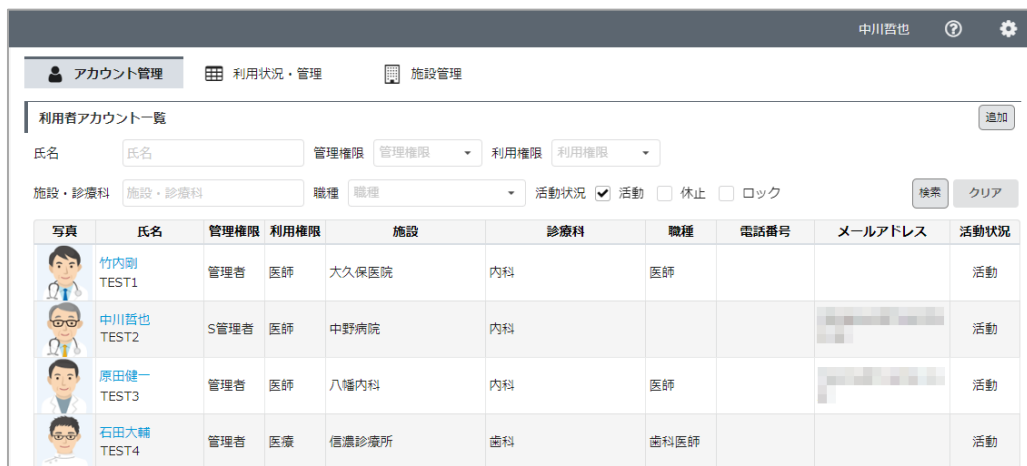 中川哲也
アカウント管理 利用状況・管理 施設管理
利用者アカウント一覧 追加
氏名 氏名 管理権限 管理権限 利用権限 利用権限
施設・診療科 施設・診療科 職種 職種 活動状況 活動 休止 ロック 検索 クリア
写真 氏名 管理権限 利用権限 施設 診療科 職種 電話番号 メールアドレス 活動状況
竹内剛
TEST1 管理者 医師 大久保医院 内科 医師 活動
中川哲也
TEST2 S管理者 医師 中野病院 内科 活動
原田健一
TEST3 管理者 医師 八幡内科 内科 医師 活動
石田大輔
TEST4 管理者 医療 信濃診療所 歯科 歯科医師 活動